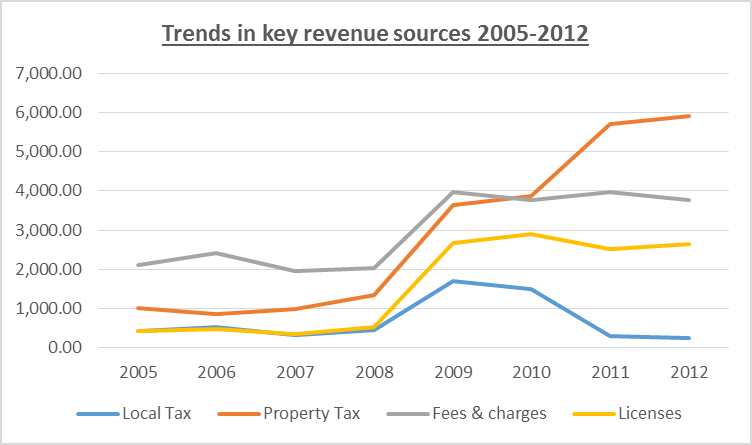 Trends in key revenue sources 2005-2012
7,000.00
6,000.00
5,000.00
4,000.00
3,000.00
2,000.00
1,000.00
0.00
2005 2006 2007 2008 2009 2010 2011 2012
Local Tax Property Tax Fees & charges Licenses